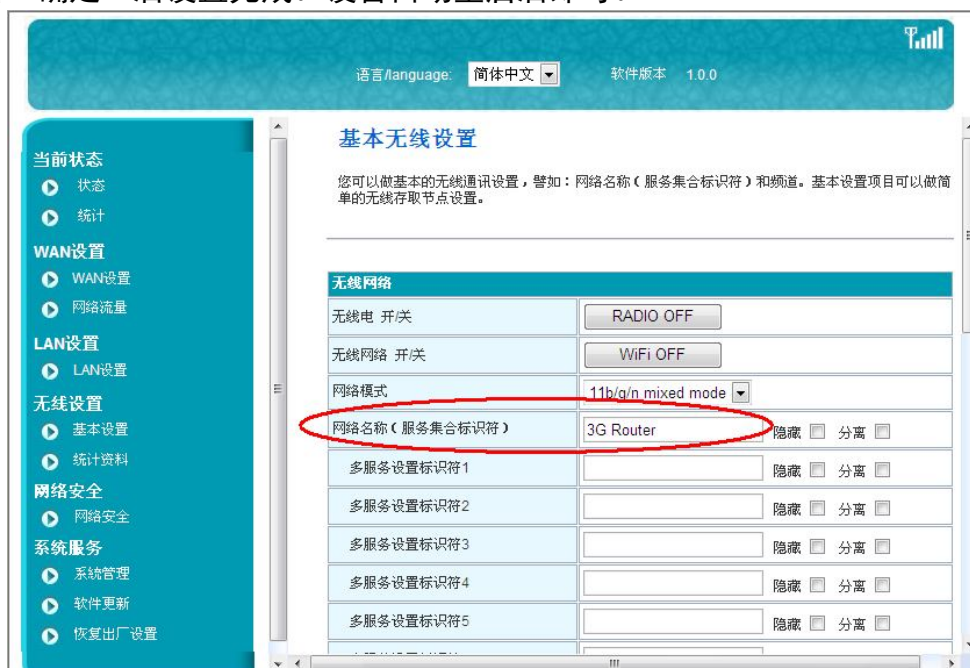 语言/language: 简体中文 软件版本 1.0.0
当前状态
状态
统计
WAN设置
WAN设置
网络流量
LAN设置
LAN设置
无线设置
基本设置
统计资料
网络安全
网络安全
系统服务
系统管理
软件更新
恢复出厂设置
基本无线设置
您可以做基本的无线通讯设置，譬如：网络名称（服务集合标识符）和频道。基本设置项目可以做简
单的无线存取节点设置。
无线网络
无线电 开/关 RADIO OFF
无线网络 开/关 WiFi OFF
网络模式 11b/g/n mixed mode
网络名称（服务集合标识符） 3G Router 隐藏 分离
多服务设置标识符1 隐藏 分离
多服务设置标识符2 隐藏 分离
多服务设置标识符3 隐藏 分离
多服务设置标识符4 隐藏 分离
多服务设置标识符5 隐藏 分离